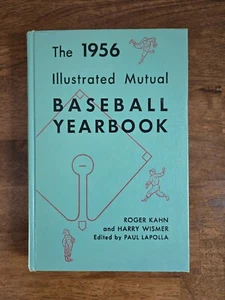 The 1956
Illustrated Mutual
BASEBALL
YEARBOOK
ROGER KAHN
and HARRY WISMER
Edited by PAUL LAPOLLA